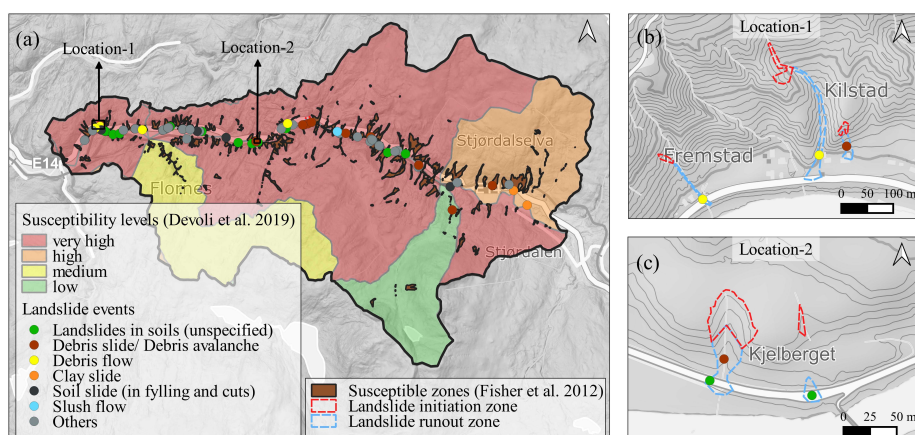 (a)
Location-1
Location-2
E14
Flornes
Stjørdalselva
Stjørdalen
Susceptibility levels (Devoli et al. 2019)
very high
high
medium
low
Landslide events
Landslides in soils (unspecified)
Debris slide/ Debris avalanche
Debris flow
Clay slide
Soil slide (in fylling and cuts)
Slush flow
Others
Susceptible zones (Fisher et al. 2012)
Landslide initiation zone
Landslide runout zone
(b)
Location-1
Kilstad
Fremstad
0 50 100 m
(c)
Location-2
Kjelberget
0 25 50 m